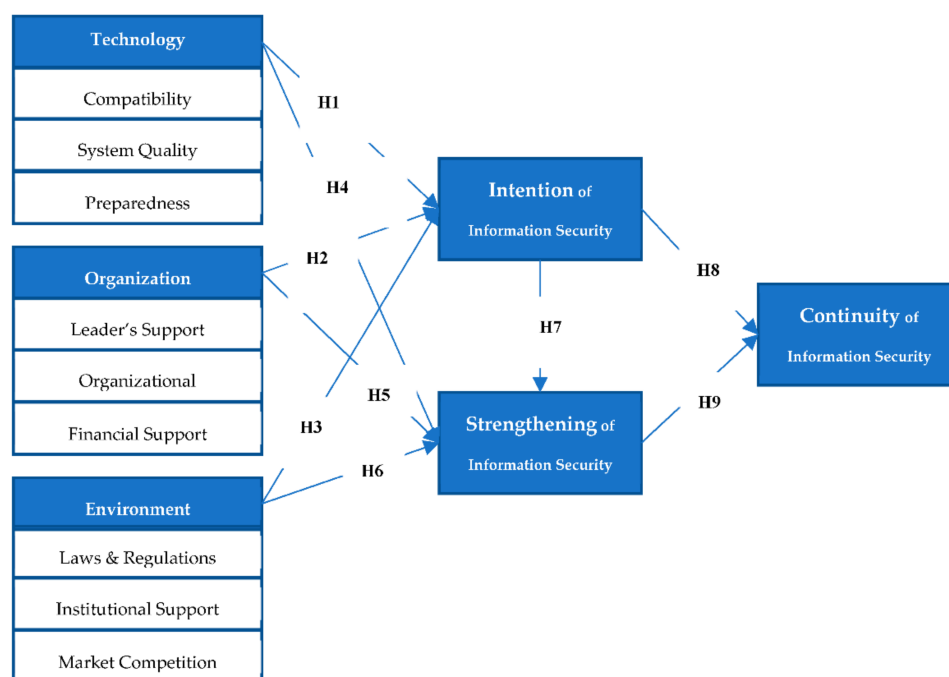 Technology
Compatibility
System Quality
Preparedness
Organization
Leader's Support
Organizational
Financial Support
Environment
Laws & Regulations
Institutional Support
Market Competition
H1
H4
H2
H5
H3
H6
Intention of
Information Security
H7
Strengthening of
Information Security
H8
H9
Continuity of
Information Security